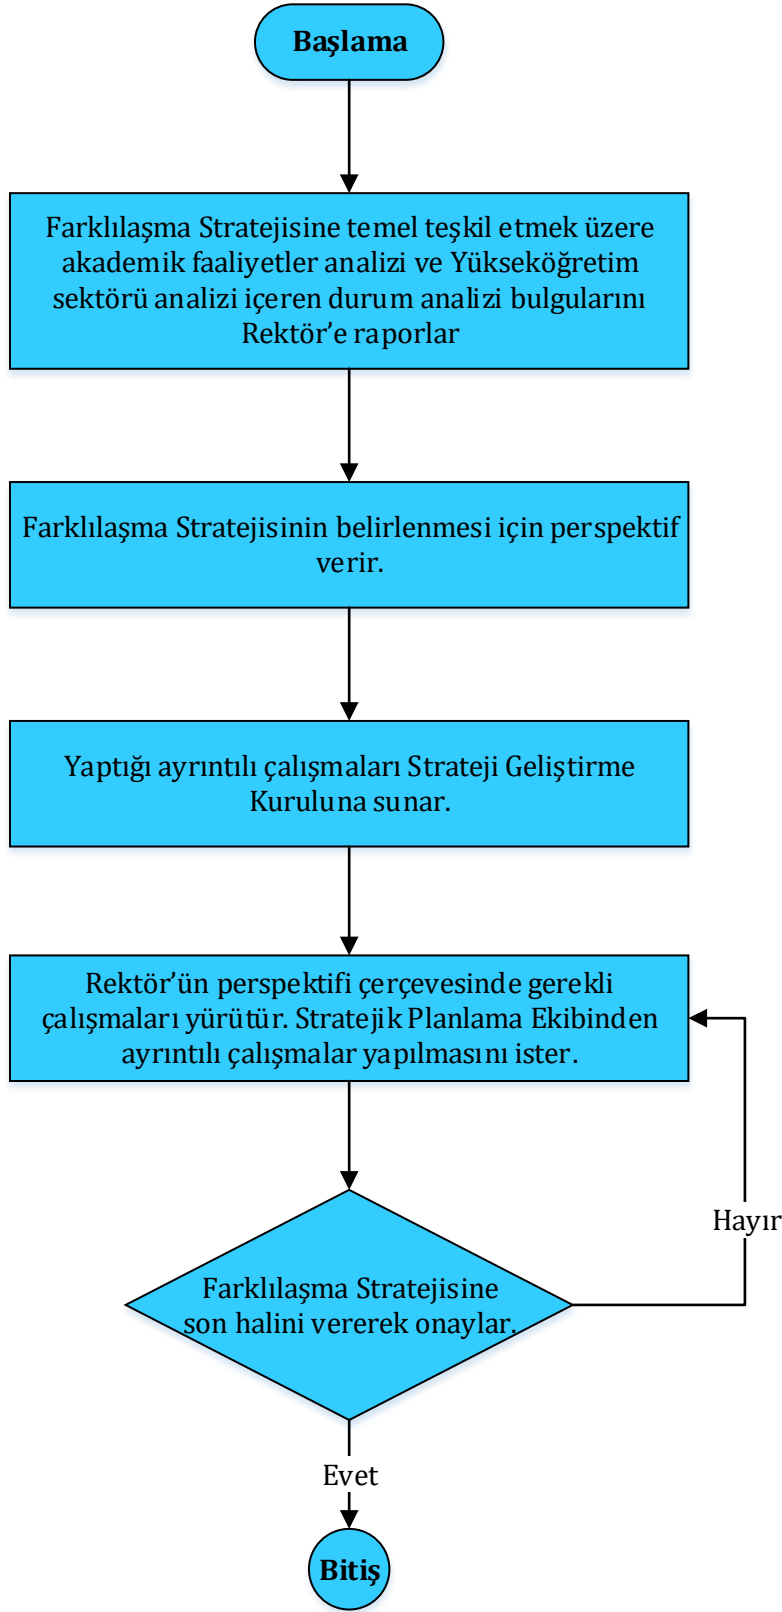 Başlama
Farklılaşma Stratejisine temel teşkil etmek üzere
akademik faaliyetler analizi ve Yükseköğretim
sektörü analizi içeren durum analizi bulgularını
Rektör’e raporlar
Farklılaşma Stratejisinin belirlenmesi için perspektif
verir.
Yaptığı ayrıntılı çalışmaları Strateji Geliştirme
Kuruluna sunar.
Rektör’ün perspektifi çerçevesinde gerekli
çalışmaları yürütür. Stratejik Planlama Ekibinden
ayrıntılı çalışmalar yapılmasını ister.
Hayır
Farklılaşma Stratejisine
son halini vererek onaylar.
Evet
Bitiş